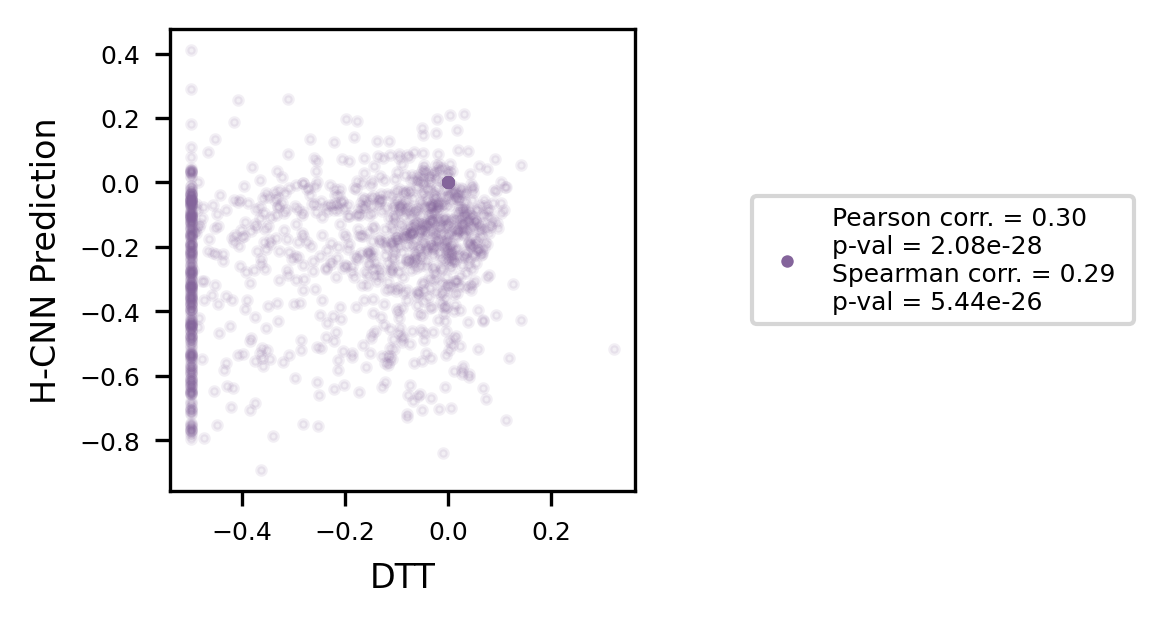 0.4
0.2
0.0
−0.2
−0.4
−0.6
−0.8
H-CNN Prediction
−0.4
−0.2
0.0
0.2
DTT
Pearson corr. = 0.30
p-val = 2.08e-28
Spearman corr. = 0.29
p-val = 5.44e-26